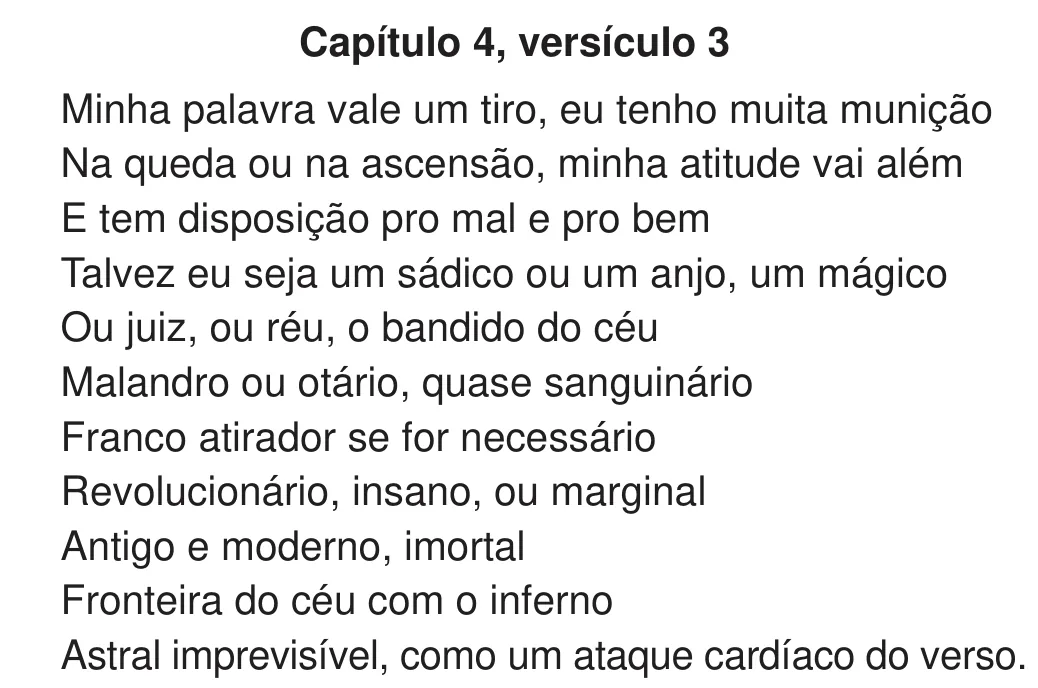 Capítulo 4, versículo 3
Minha palavra vale um tiro, eu tenho muita munição
Na queda ou na ascensão, minha atitude vai além
E tem disposição pro mal e pro bem
Talvez eu seja um sádico ou um anjo, um mágico
Ou juiz, ou réu, o bandido do céu
Malandro ou otário, quase sanguinário
Franco atirador se for necessário
Revolucionário, insano, ou marginal
Antigo e moderno, imortal
Fronteira do céu com o inferno
Astral imprevisível, como um ataque cardíaco do verso.